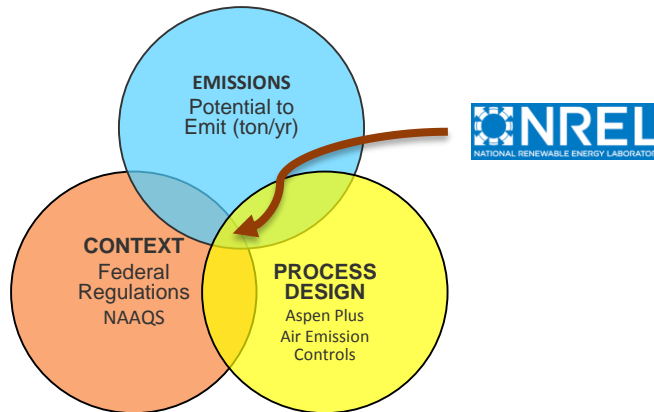 EMISSIONS
Potential to
Emit (ton/yr)
NREL
NATIONAL RENEWABLE ENERGY LABORATORY
CONTEXT
Federal
Regulations
NAAQS
PROCESS
DESIGN
Aspen Plus
Air Emission
Controls